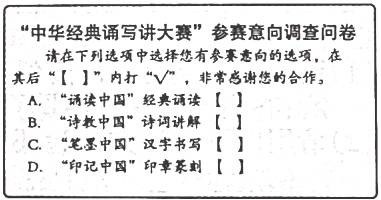 “中华经典诵写讲大赛”参赛意向调查问卷
请在下列选项中选择您有参赛意向的选项，在
其后“【 】”内打“√”，非常感谢您的合作。
A. “诵读中国”经典诵读【 】
B. “诗教中国”诗词讲解【 】
C. “笔墨中国”汉字书写【 】
D. “印记中国”印章篆刻【 】